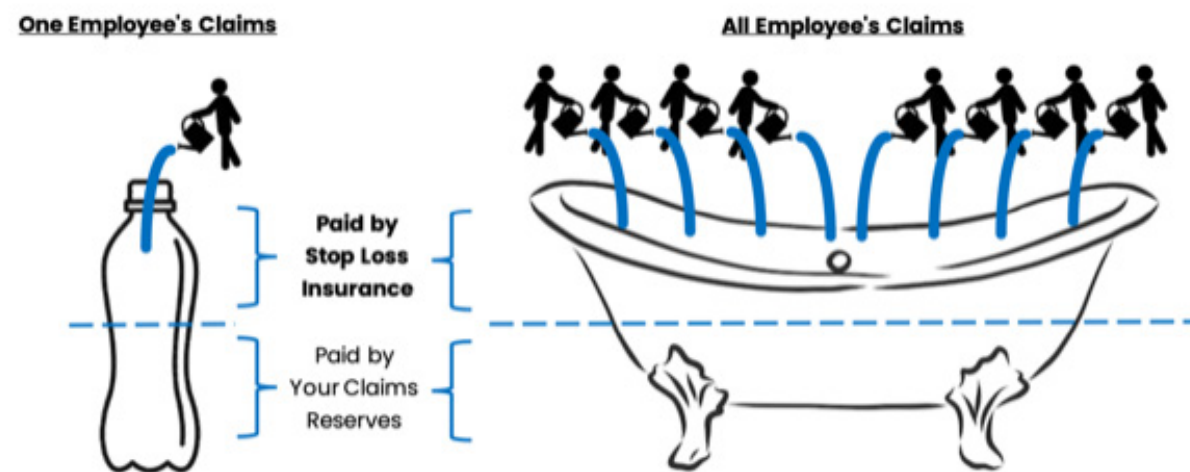 One Employee's Claims
All Employee's Claims
Paid by
Stop Loss
Insurance
Paid by
Your Claims
Reserves